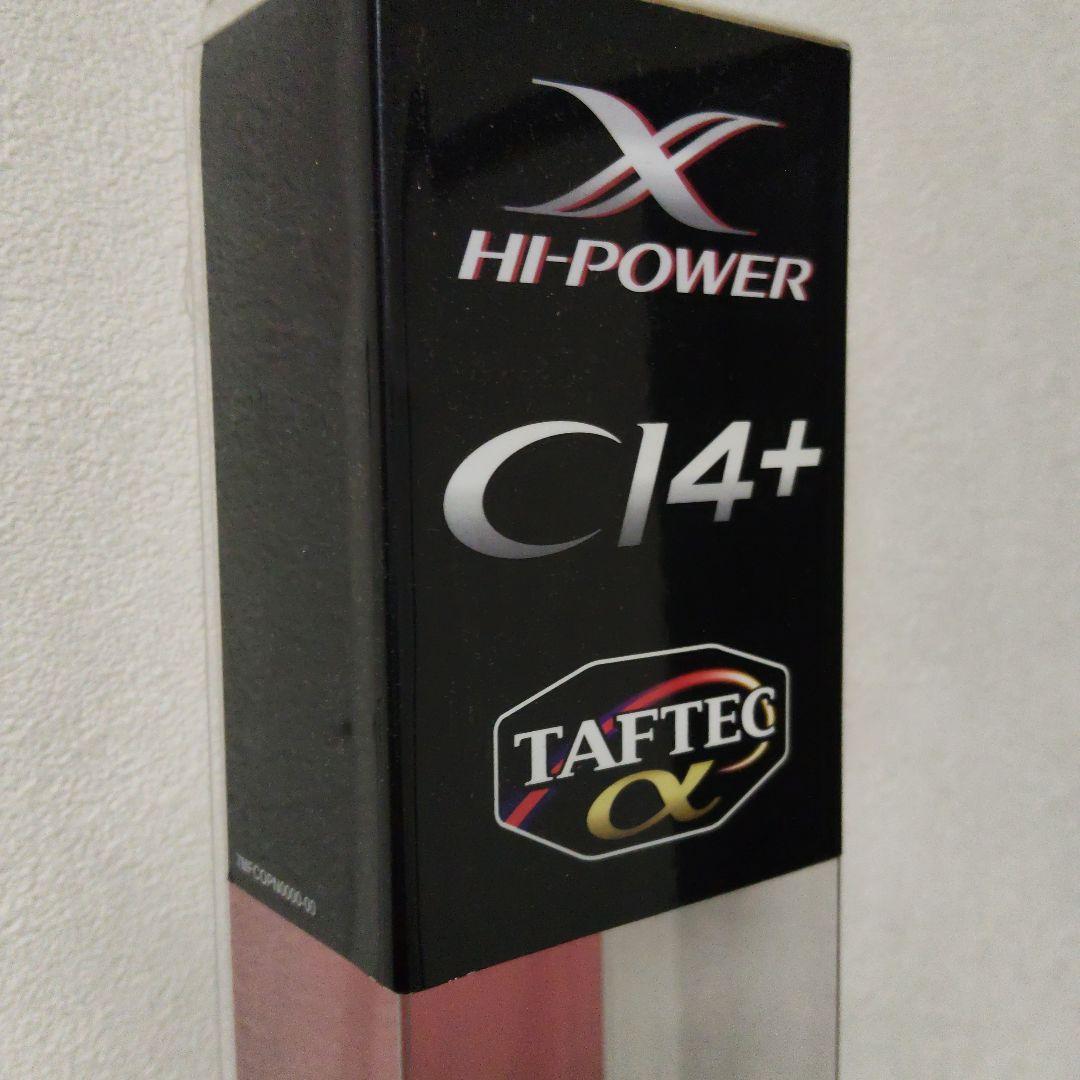 X
HI-POWER
CI4+
TAFTEC
α